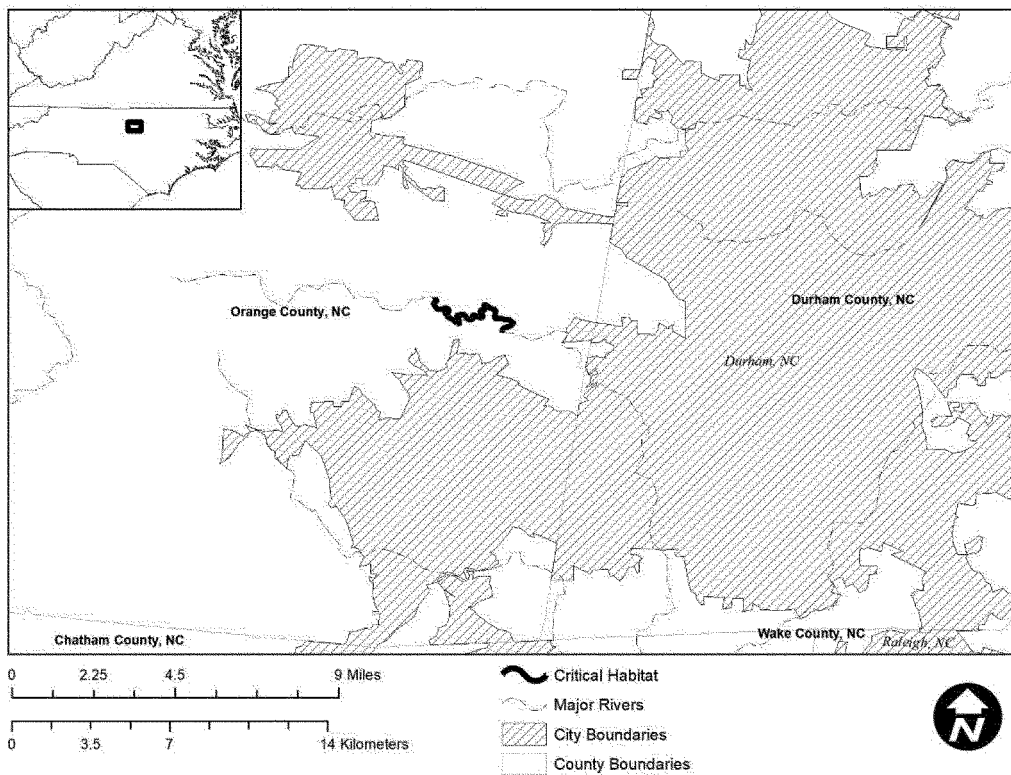 Orange County, NC
Durham County, NC
Durham, NC
Chatham County, NC
Wake County, NC
Raleigh, NC
0 2.25 4.5 9 Miles
0 3.5 7 14 Kilometers
Critical Habitat
Major Rivers
City Boundaries
County Boundaries
N